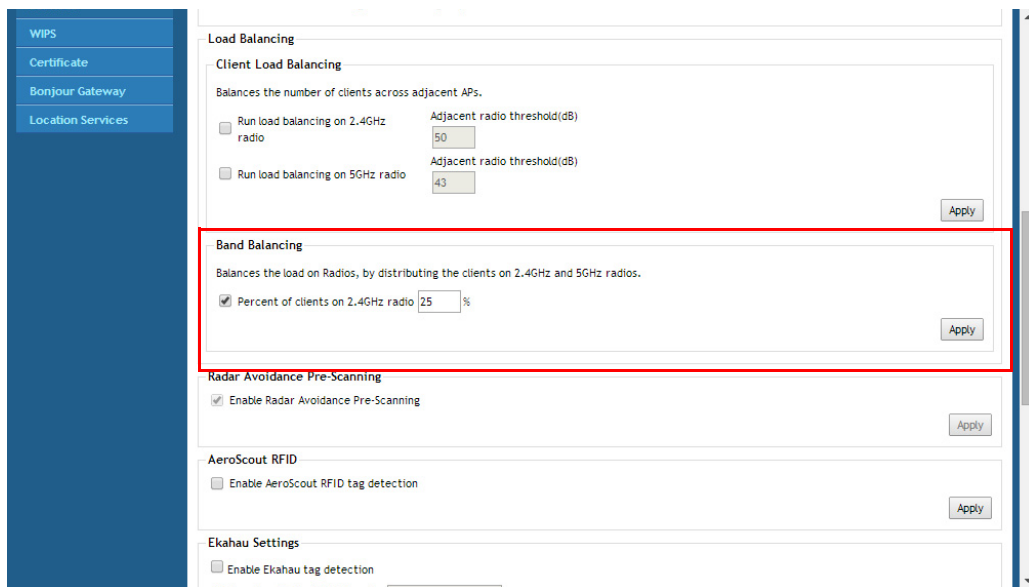 WIPS
Certificate
Bonjour Gateway
Location Services
Load Balancing
Client Load Balancing
Balances the number of clients across adjacent APs.
Run load balancing on 2.4GHz radio
Adjacent radio threshold(dB)
50
Run load balancing on 5GHz radio
Adjacent radio threshold(dB)
43
Apply
Band Balancing
Balances the load on Radios, by distributing the clients on 2.4GHz and 5GHz radios.
Percent of clients on 2.4GHz radio 25 %
Apply
Radar Avoidance Pre-Scanning
Enable Radar Avoidance Pre-Scanning
Apply
AeroScout RFID
Enable AeroScout RFID tag detection
Apply
Ekahau Settings
Enable Ekahau tag detection